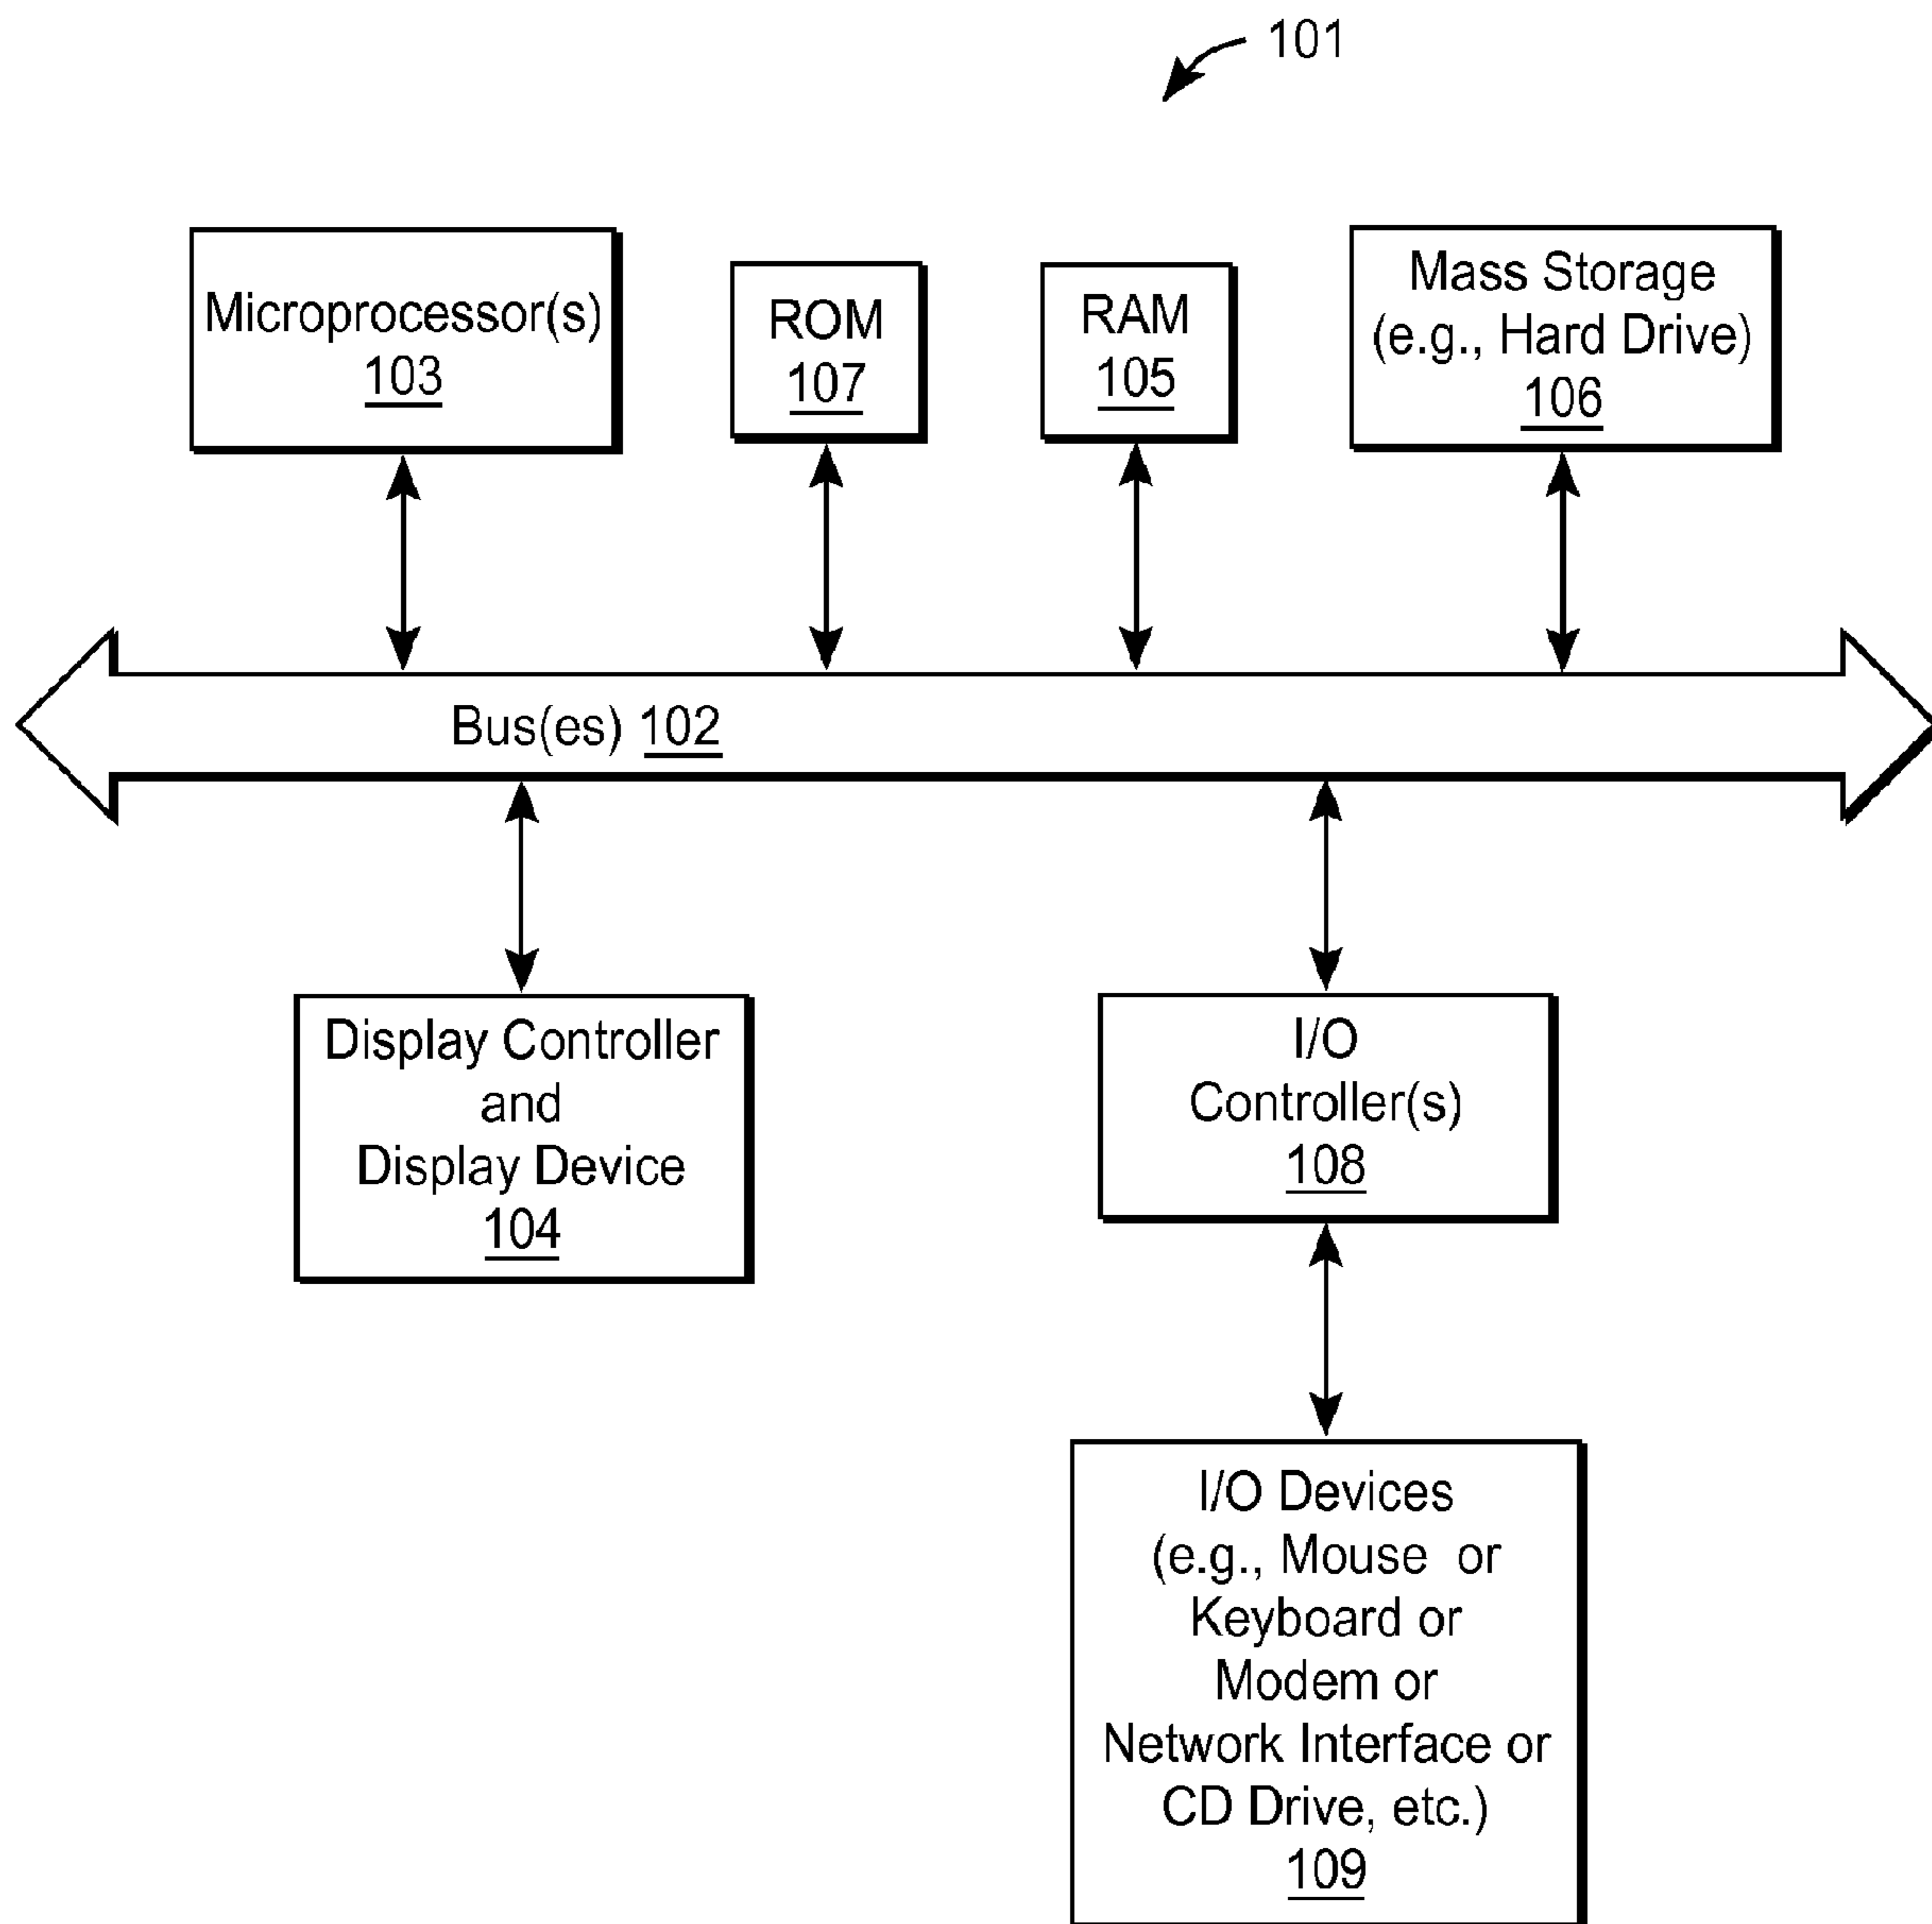 101
Microprocessor(s)
103
ROM
107
RAM
105
Mass Storage
(e.g., Hard Drive)
106
Bus(es) 102
Display Controller
and
Display Device
104
I/O
Controller(s)
108
I/O Devices
(e.g., Mouse or
Keyboard or
Modem or
Network Interface or
CD Drive, etc.)
109